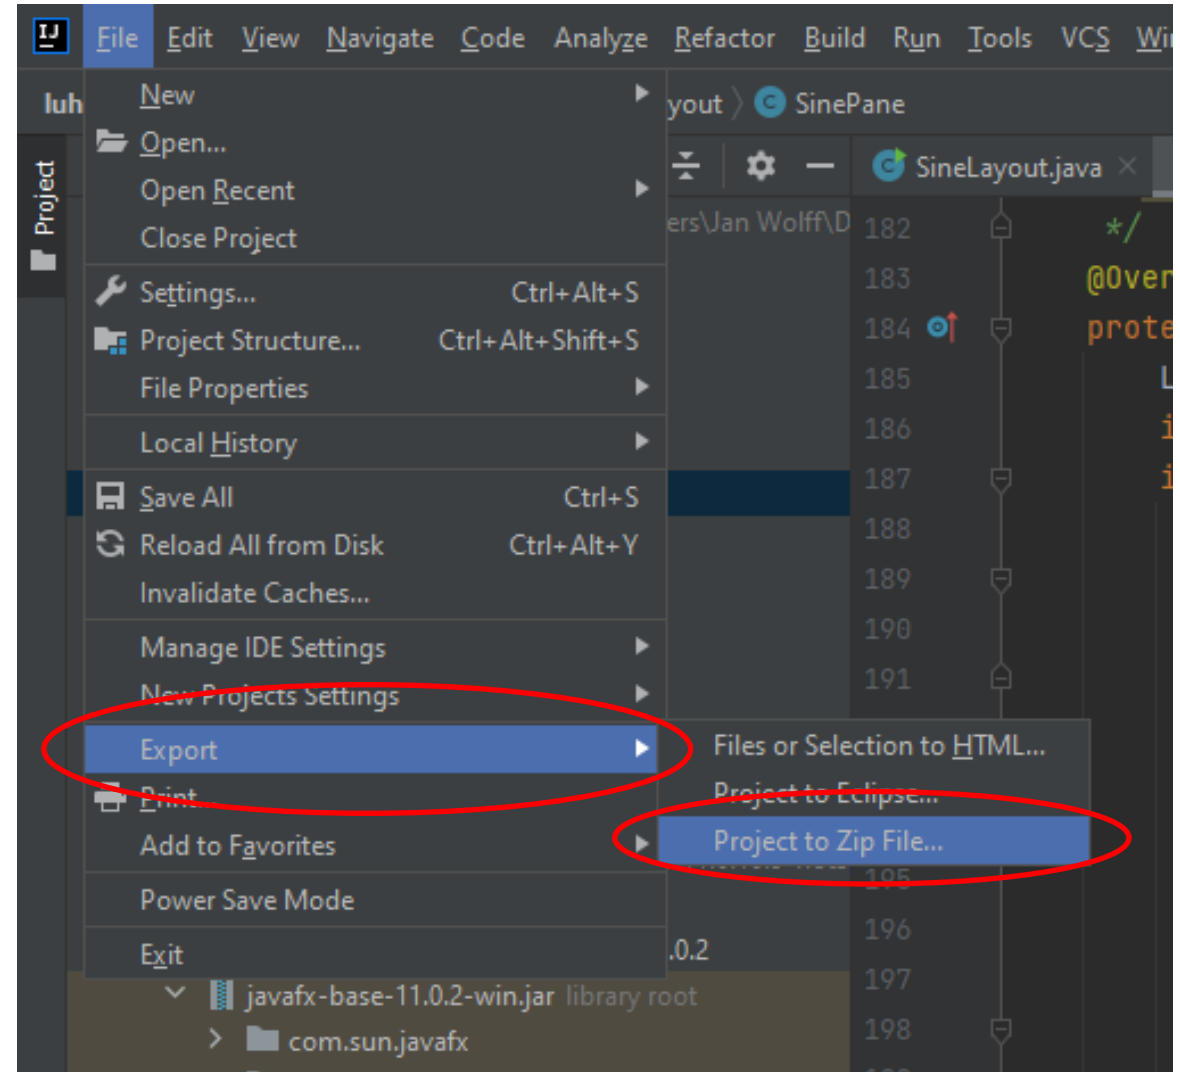 IJ File Edit View Navigate Code Analyze Refactor Build Run Tools VCS Wi
luh yout SinePane
Project
SineLayout.java
ers\Jan Wolff\D
New
Open...
Open Recent
Close Project
Settings... Ctrl+Alt+S
Project Structure... Ctrl+Alt+Shift+S
File Properties
Local History
Save All Ctrl+S
Reload All from Disk Ctrl+Alt+Y
Invalidate Caches...
Manage IDE Settings
New Projects Settings
Export
Print...
Add to Favorites
Power Save Mode
Exit
Files or Selection to HTML...
Project to Eclipse...
Project to Zip File...
.0.2
javafx-base-11.0.2-win.jar library root
com.sun.javafx
182 */
183 @Over
184 prote
185 L
186 i
187 i
188
189
190
191
195
196
197
198